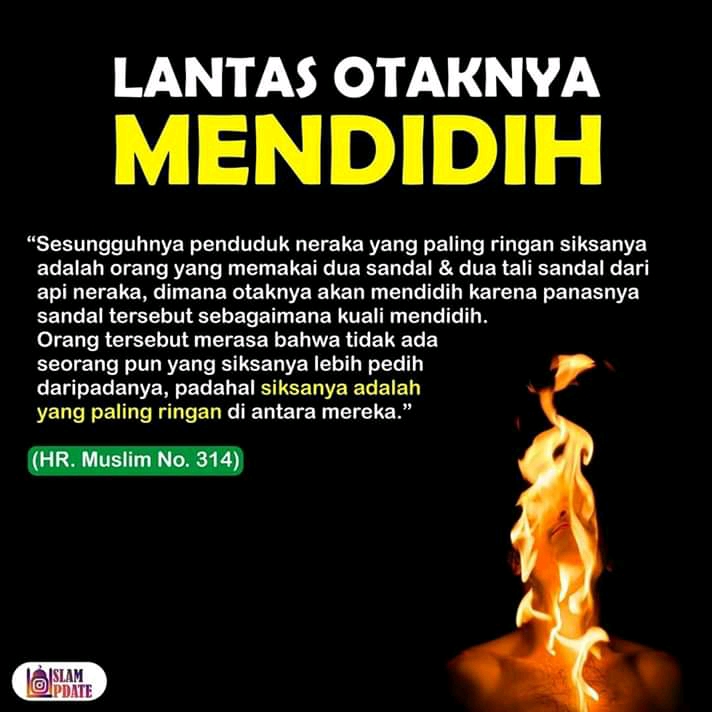 LANTAS OTAKNYA
MENDIDIH
“Sesungguhnya penduduk neraka yang paling ringan siksanya
adalah orang yang memakai dua sandal & dua tali sandal dari
api neraka, dimana otaknya akan mendidih karena panasnya
sandal tersebut sebagaimana kuali mendidih.
Orang tersebut merasa bahwa tidak ada
seorang pun yang siksanya lebih pedih
daripadanya, padahal siksanya adalah
yang paling ringan di antara mereka.”
(HR. Muslim No. 314)
ISLAM
UPDATE